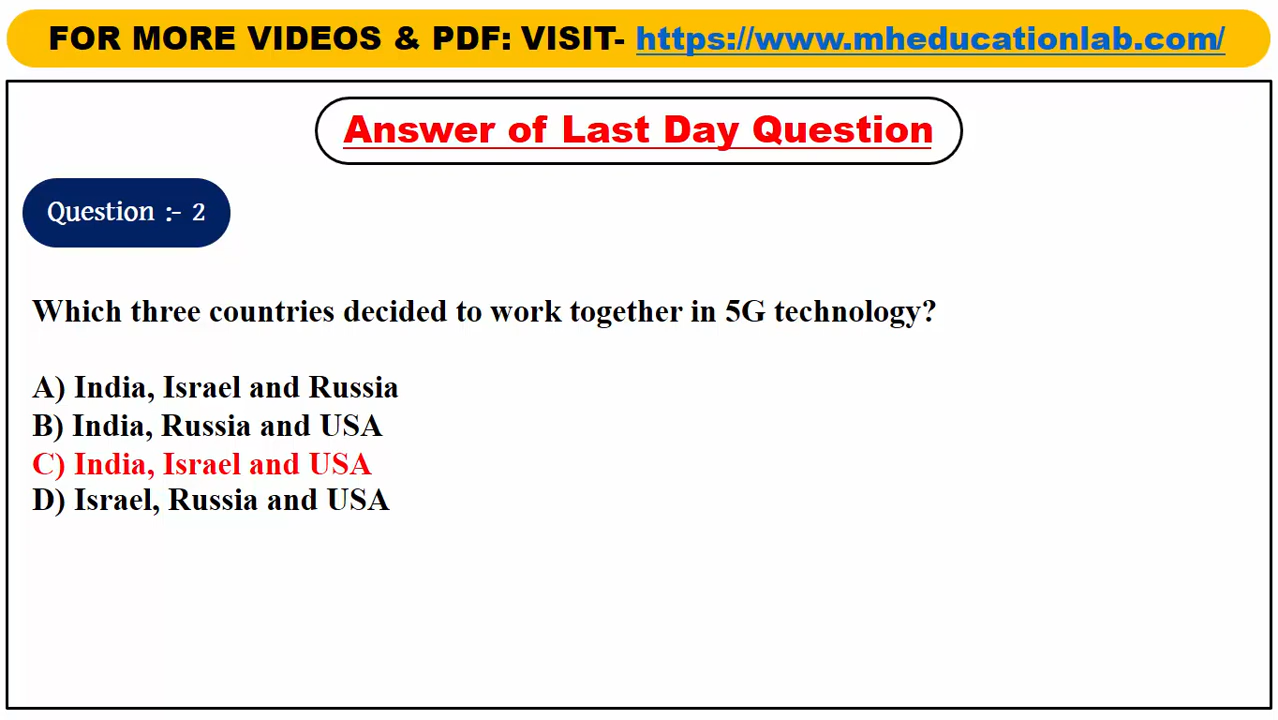 FOR MORE VIDEOS & PDF: VISIT- https://www.mheducationlab.com/
Answer of Last Day Question
Question :- 2
Which three countries decided to work together in 5G technology?
A) India, Israel and Russia
B) India, Russia and USA
C) India, Israel and USA
D) Israel, Russia and USA